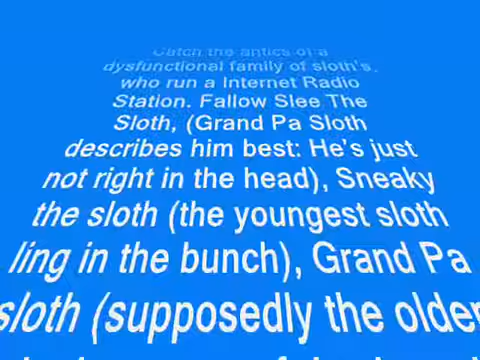 Catch the antics of a
dysfunctional family of sloth's,
who run a Internet Radio
Station. Fallow Slee The
Sloth, (Grand Pa Sloth
describes him best: He's just
not right in the head), Sneaky
the sloth (the youngest sloth
ling in the bunch), Grand Pa
sloth (supposedly the older